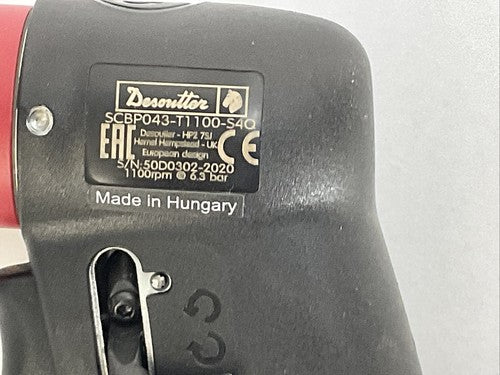 Desoutter
SCBP043-T1100-S4Q
EAC
Desoutter - HP2 7SJ
Hemel Hempstead - UK
CE
European design
S/N:50D0302-2020
1100rpm @ 6.3 bar
Made in Hungary